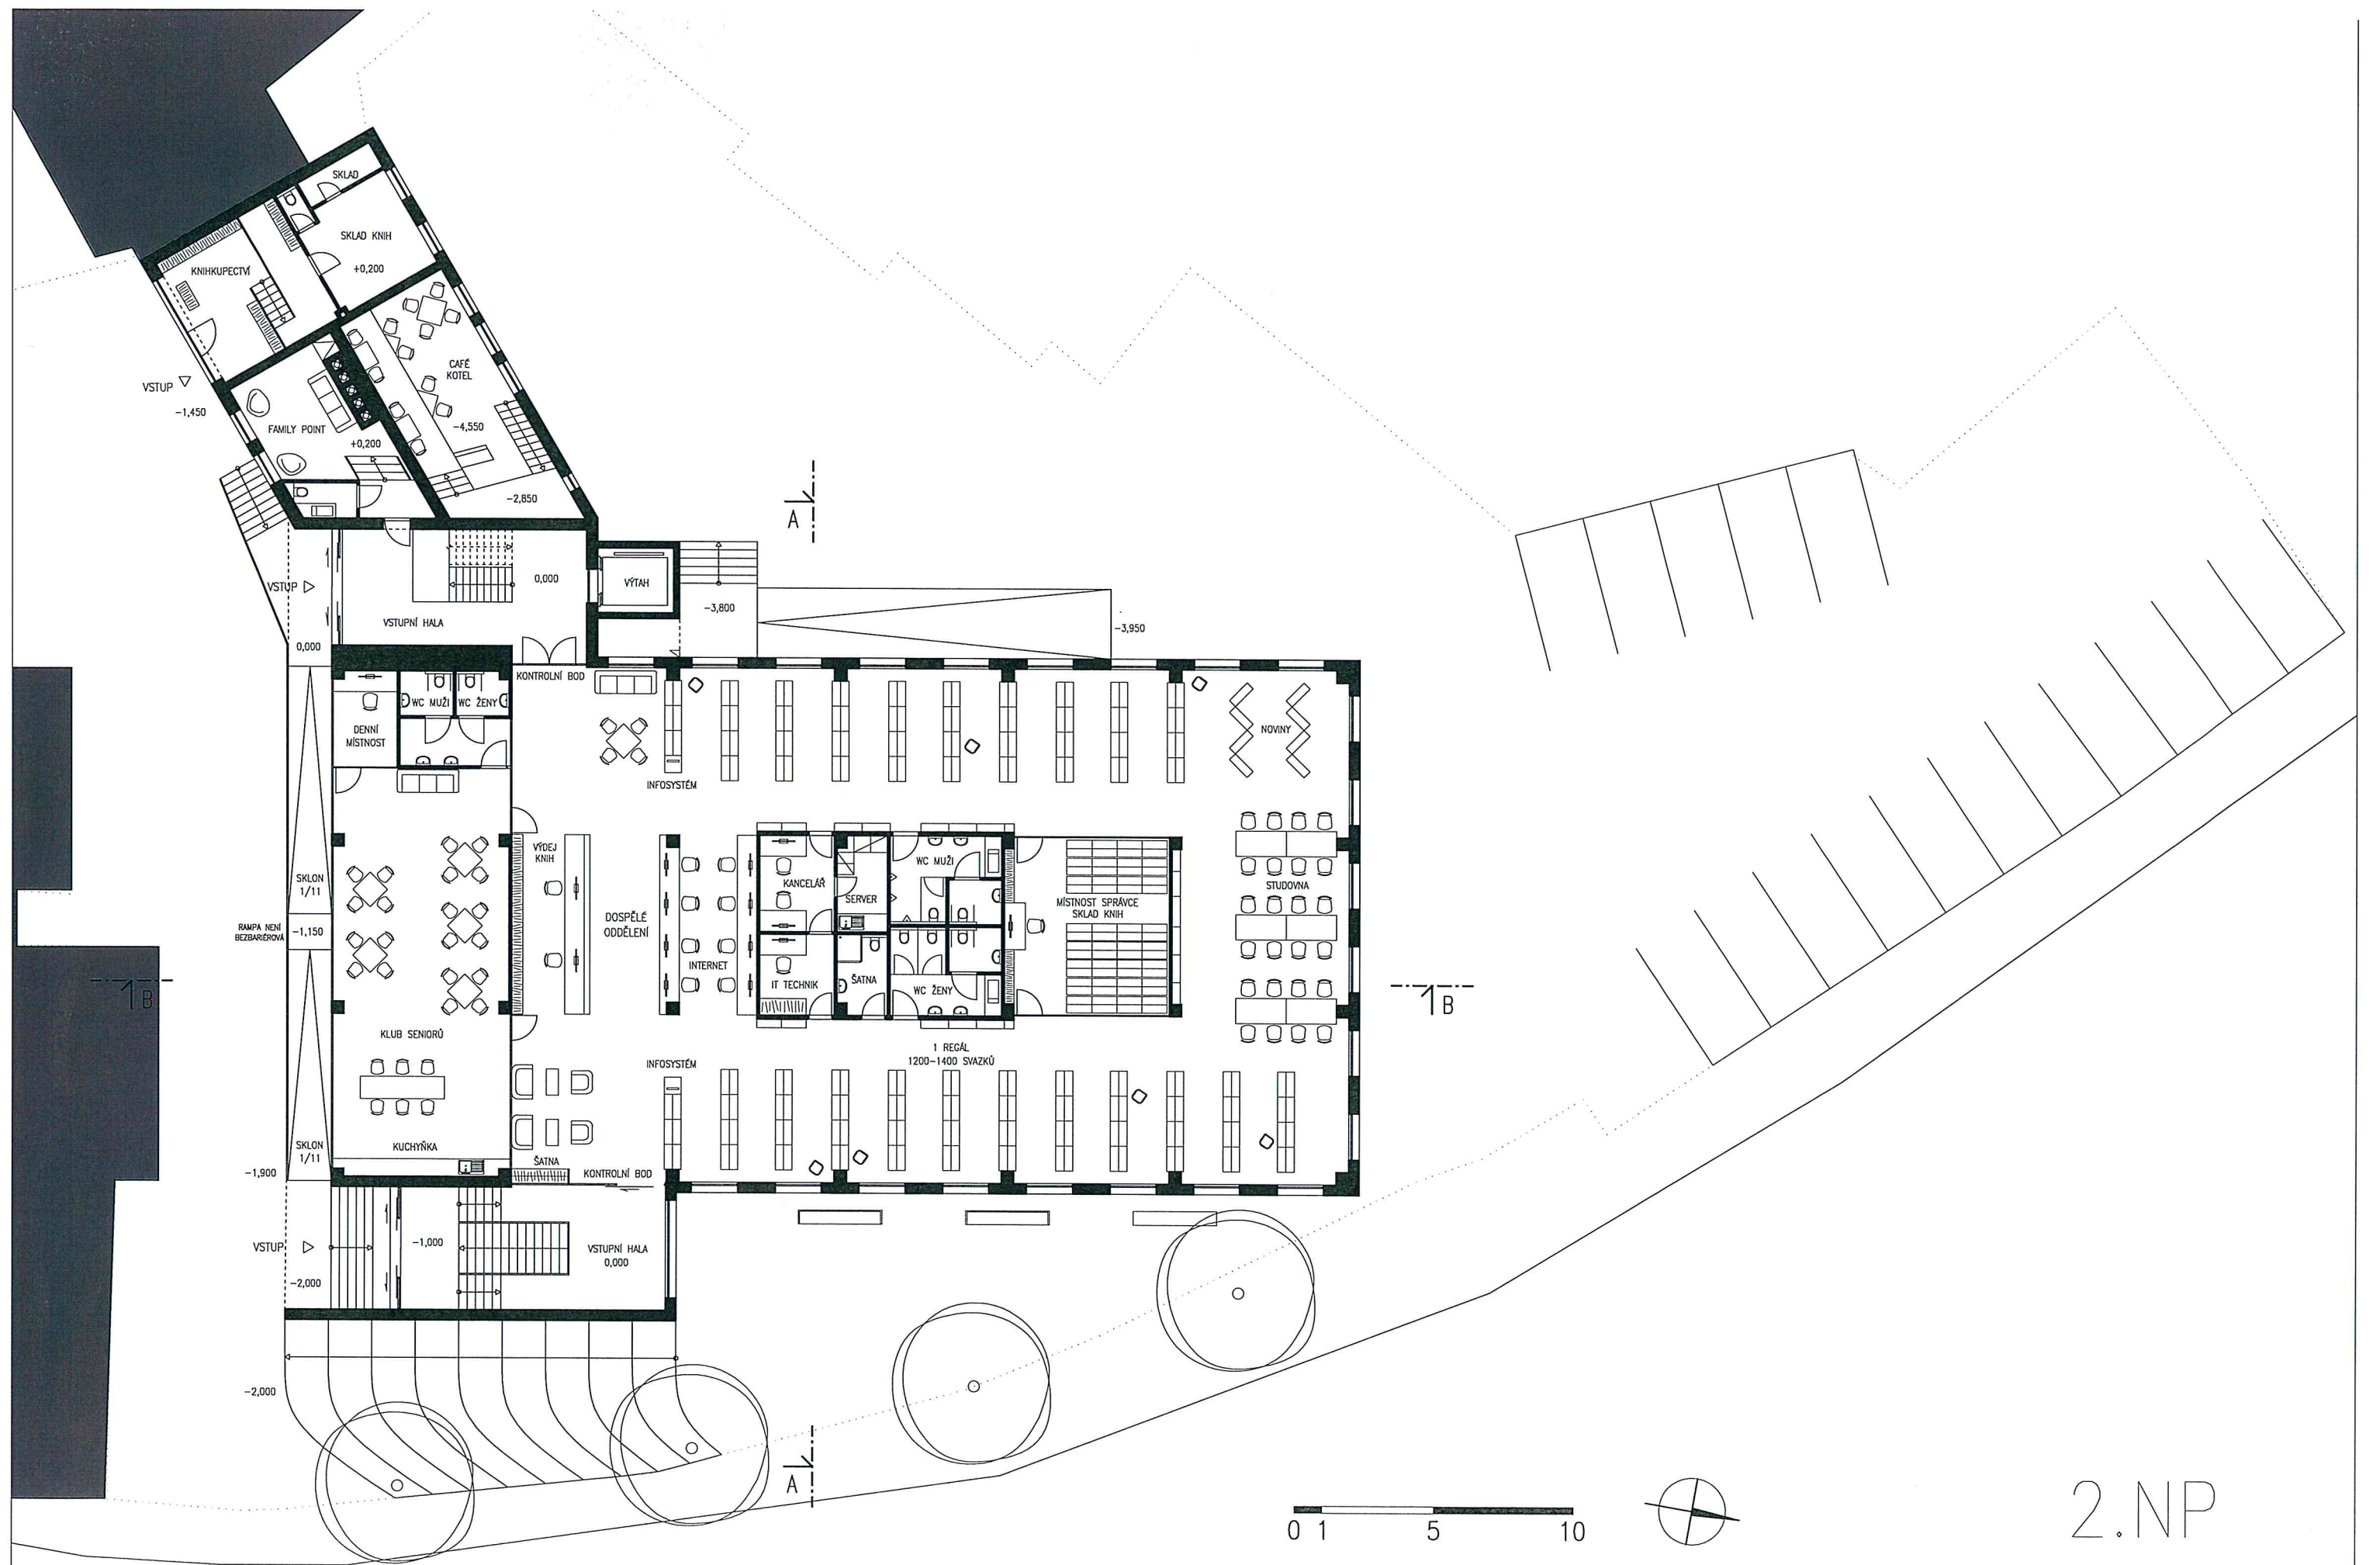 SKLAD
SKLAD KNIH
+0,200
KNIHKUPECTVÍ
CAFÉ
KOTEL
-4,550
VSTUP
-1,450
FAMILY POINT
+0,200
-2,850
A
VSTUP
0,000
VÝTAH
-3,800
-3,950
VSTUPNÍ HALA
0,000
KONTROLNÍ BOD
WC MUŽI
WC ŽENY
DENNÍ
MÍSTNOST
NOVINY
INFOSYSTÉM
VÝDEJ
KNIH
WC MUŽI
SKLON
1/11
KANCELÁŘ
SERVER
STUDOVNA
MÍSTNOST SPRÁVCE
SKLAD KNIH
DOSPĚLÉ
ODDĚLENÍ
RAMPA NENÍ
BEZBARIÉROVÁ
-1,150
INTERNET
IT TECHNIK
ŠATNA
WC ŽENY
B
B
KLUB SENIORŮ
1 REGÁL
1200-1400 SVAZKŮ
INFOSYSTÉM
SKLON
1/11
KUCHYŇKA
ŠATNA
KONTROLNÍ BOD
-1,900
VSTUP
-1,000
VSTUPNÍ HALA
0,000
-2,000
-2,000
A
0 1 5 10
2.NP